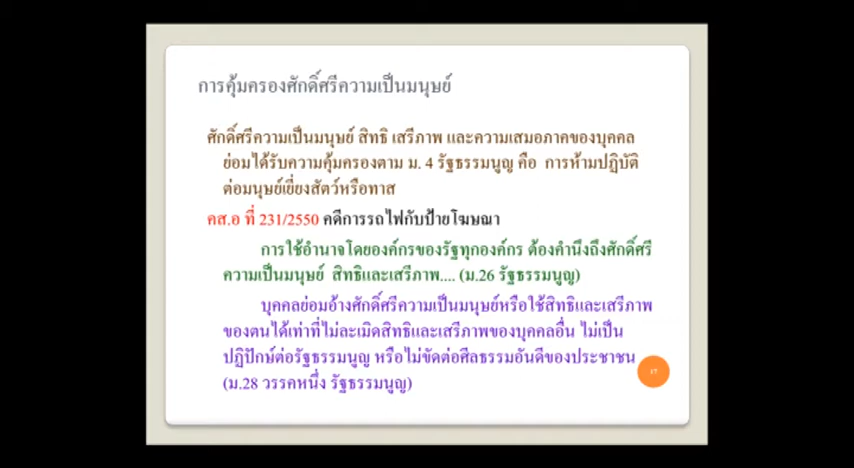 การคุ้มครองศักดิ์ศรีความเป็นมนุษย์
ศักดิ์ศรีความเป็นมนุษย์ สิทธิ เสรีภาพ และความเสมอภาคของบุคคล
ย่อมได้รับความคุ้มครองตาม ม. 4 รัฐธรรมนูญ คือ การห้ามปฏิบัติ
ต่อมนุษย์เยี่ยงสัตว์หรือทาส
คส.อ ที่ 231/2550 คดีการรถไฟกับป้ายโฆษณา
การใช้อำนาจโดยองค์กรของรัฐทุกองค์กร ต้องคำนึงถึงศักดิ์ศรี
ความเป็นมนุษย์ สิทธิและเสรีภาพ.... (ม.26 รัฐธรรมนูญ)
บุคคลย่อมอ้างศักดิ์ศรีความเป็นมนุษย์หรือใช้สิทธิและเสรีภาพ
ของตนได้เท่าที่ไม่ละเมิดสิทธิและเสรีภาพของบุคคลอื่น ไม่เป็น
ปฏิปักษ์ต่อรัฐธรรมนูญ หรือไม่ขัดต่อศีลธรรมอันดีของประชาชน
(ม.28 วรรคหนึ่ง รัฐธรรมนูญ)
17